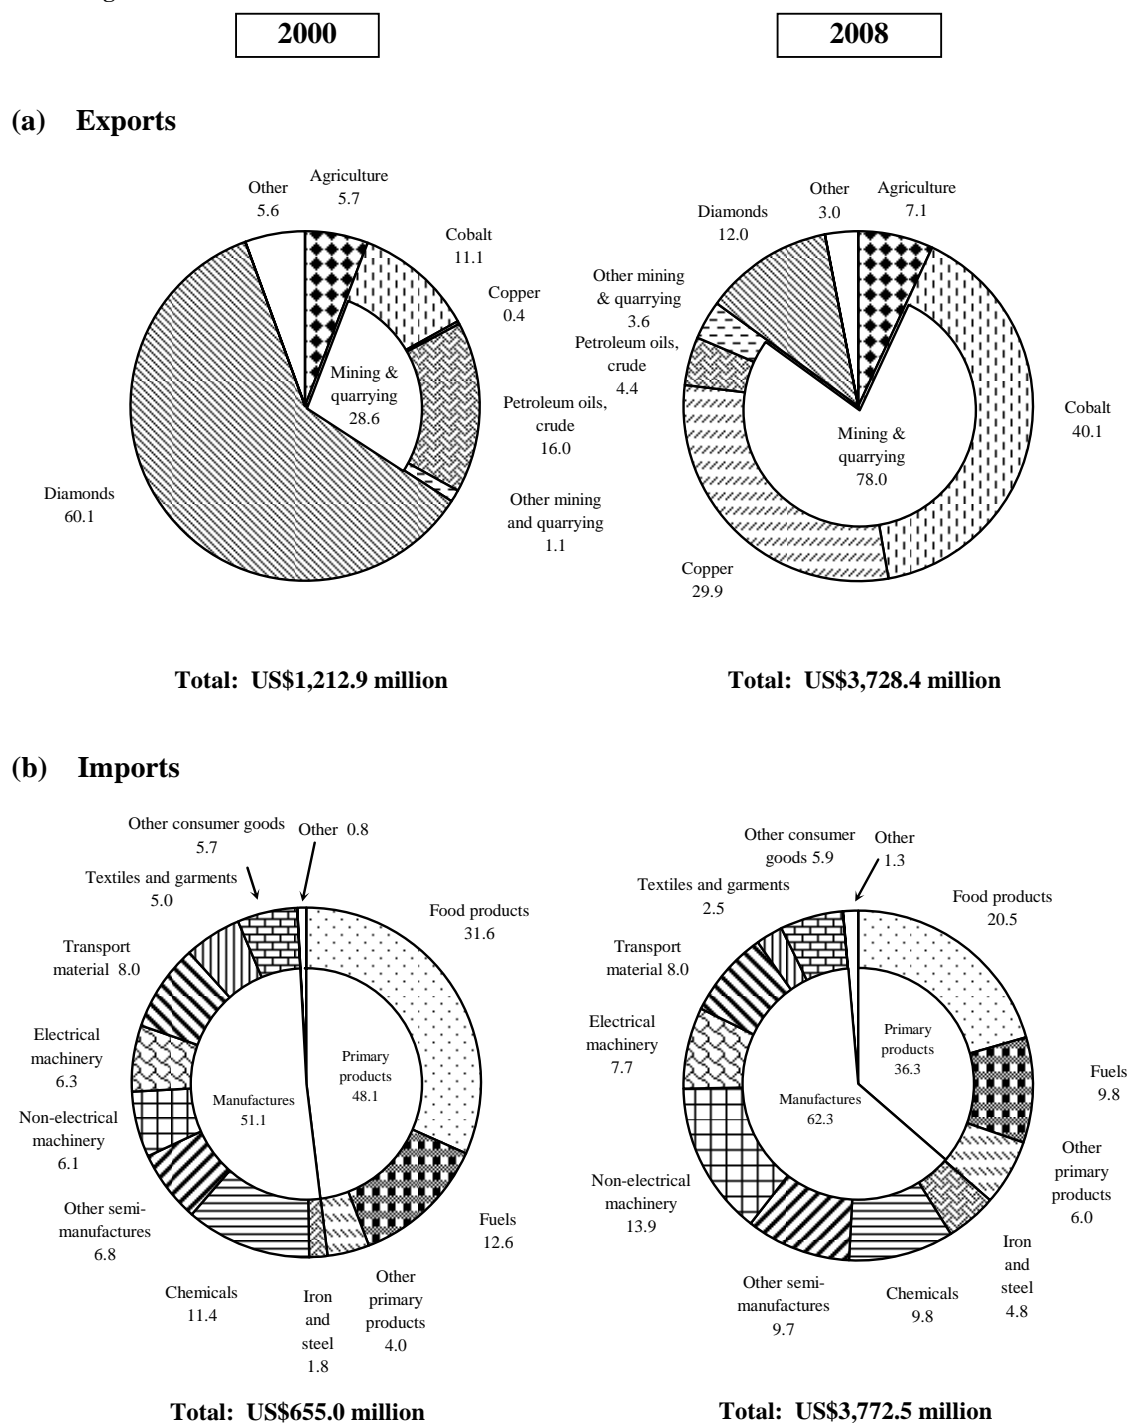 2000
2008
(a) Exports
Other
5.6
Agriculture
5.7
Cobalt
11.1
Copper
0.4
Mining &
quarrying
28.6
Petroleum oils,
crude
16.0
Other mining
and quarrying
1.1
Diamonds
60.1
Total: US$1,212.9 million
Other
3.0
Agriculture
7.1
Diamonds
12.0
Other mining
& quarrying
3.6
Petroleum oils,
crude
4.4
Cobalt
40.1
Mining &
quarrying
78.0
Copper
29.9
Total: US$3,728.4 million
(b) Imports
Other consumer goods
5.7
Other 0.8
Textiles and garments
5.0
Food products
31.6
Transport
material 8.0
Electrical
machinery
6.3
Primary
products
48.1
Manufactures
51.1
Non-electrical
machinery
6.1
Other semi-
manufactures
6.8
Fuels
12.6
Chemicals
11.4
Iron
and
steel
1.8
Other
primary
products
4.0
Total: US$655.0 million
Other consumer
goods 5.9
Other
1.3
Textiles and garments
2.5
Food products
20.5
Transport
material 8.0
Electrical
machinery
7.7
Primary
products
36.3
Manufactures
62.3
Fuels
9.8
Non-electrical
machinery
13.9
Other
primary
products
6.0
Iron
and
steel
4.8
Other semi-
manufactures
9.7
Chemicals
9.8
Total: US$3,772.5 million